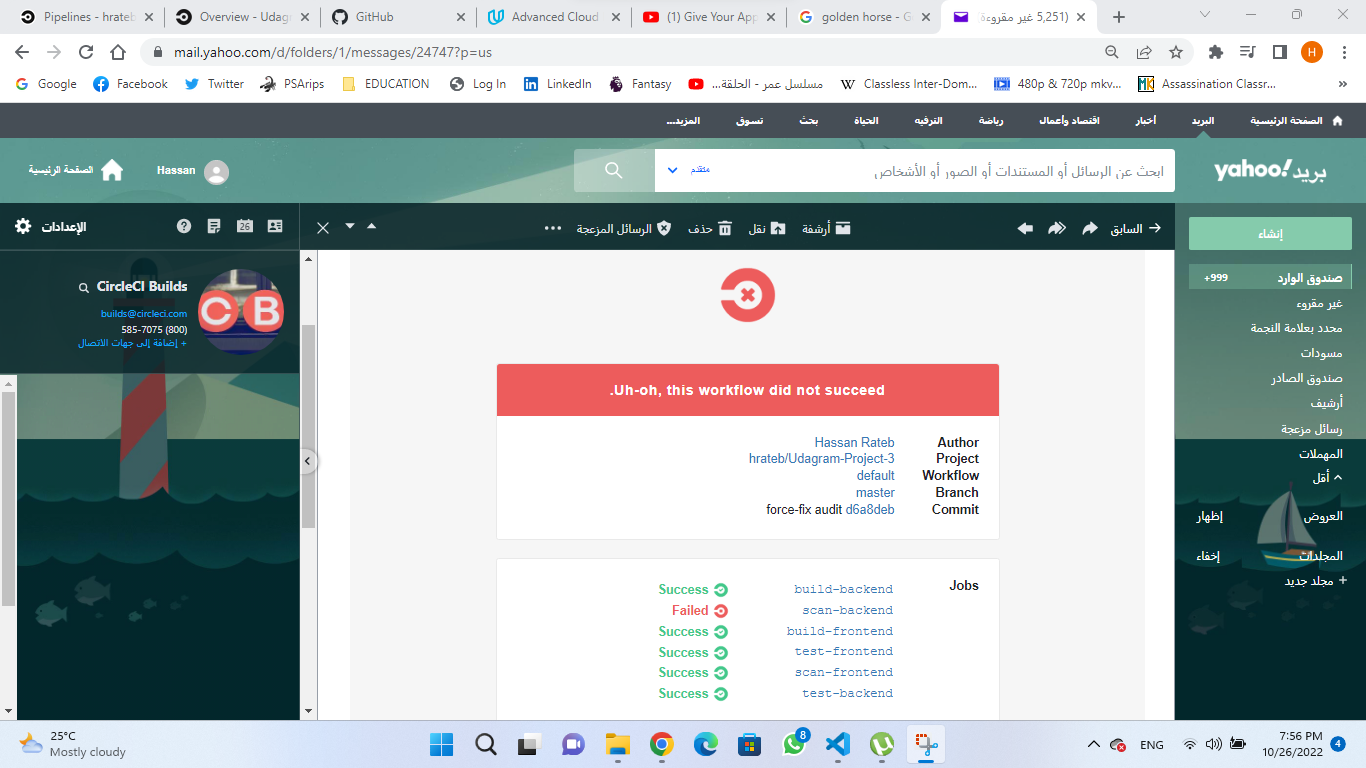 Pipelines - hrateb
Overview - Udag
GitHub
Advanced Cloud
(1) Give Your App
golden horse - G
(5,251 غير مقروءة)
mail.yahoo.com/d/folders/1/messages/24747?p=us
Google
Facebook
Twitter
PSArips
EDUCATION
Log In
LinkedIn
Fantasy
مسلسل عمر - الحلقة...
Classless Inter-Dom...
480p & 720p mkv...
Assassination Classr...
الصفحة الرئيسية
البريد
أخبار
اقتصاد وأعمال
رياضة
الترفيه
الحياة
بحث
تسوق
المزيد...
بريد yahoo!
ابحث عن الرسائل أو المستندات أو الصور أو الأشخاص
متقدم
Hassan
الصفحة الرئيسية
إنشاء
السابق
أرشفة
نقل
حذف
الرسائل المزعجة
26
الإعدادات
صندوق الوارد
999+
غير مقروء
محدد بعلامة النجمة
مسودات
صندوق الصادر
أرشيف
رسائل مزعجة
المهملات
أقل
العروض إظهار
المجلدات إخفاء
+ مجلد جديد
CircleCI Builds
builds@circleci.com
(800) 585-7075
+ إضافة إلى جهات الاتصال
C B
.Uh-oh, this workflow did not succeed
Author Hassan Rateb
Project hrateb/Udagram-Project-3
Workflow default
Branch master
Commit force-fix audit d6a8deb
Jobs
build-backend Success
scan-backend Failed
build-frontend Success
test-frontend Success
scan-frontend Success
test-backend Success
25°C
Mostly cloudy
8
ENG
7:56 PM
10/26/2022
4
H